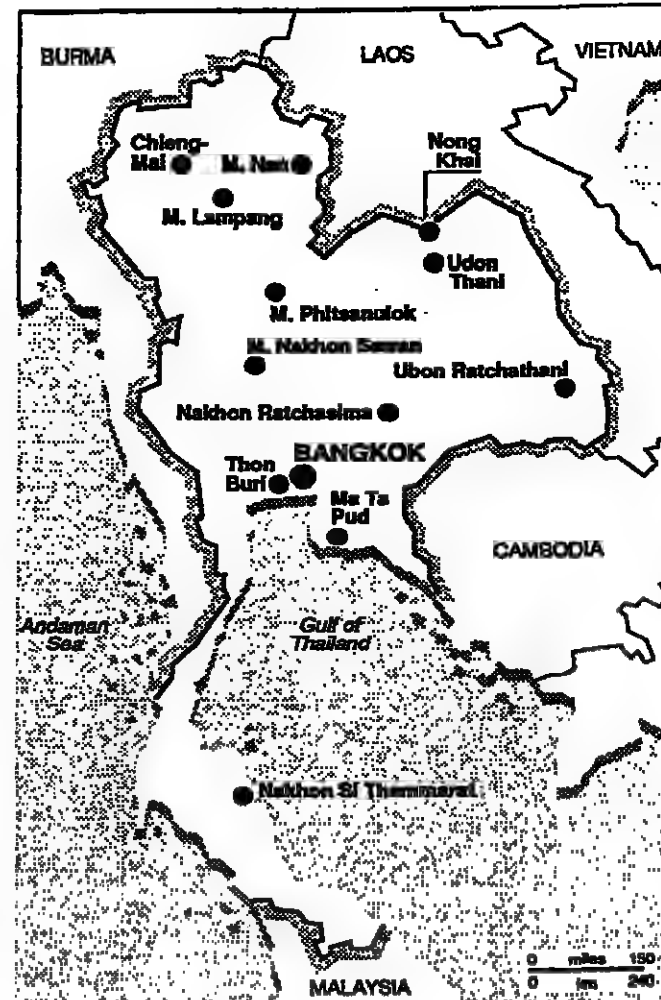 BURMA
LAOS
VIETNAM
Chieng-
Mai
M. Nan
Nong
Khai
M. Lampang
Udon
Thani
M. Phitsanulok
M. Nakhon Sawan
Ubon Ratchathani
Nakhon Ratchasima
BANGKOK
Thon
Buri
Ma Ta
Pud
CAMBODIA
Andaman
Sea
Gulf of
Thailand
Nakhon Si Thammarat
0 miles 150
0 km 240
MALAYSIA